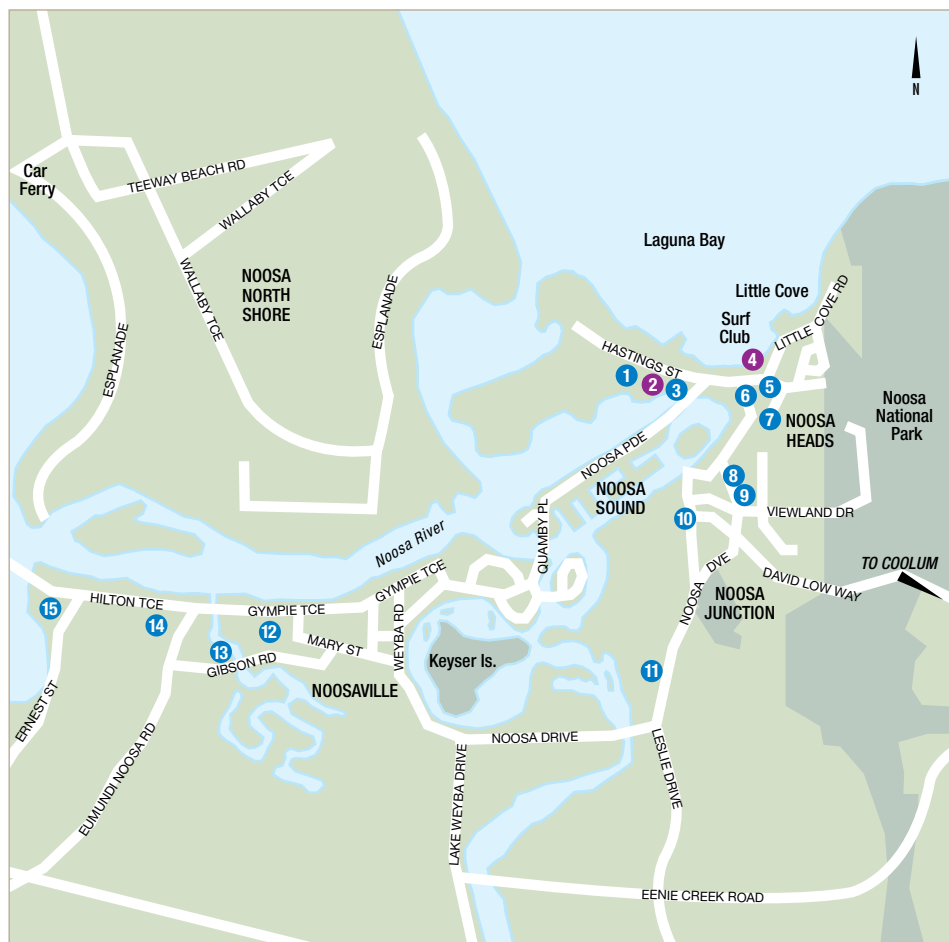 N
Car
Ferry
TEEWAY BEACH RD
WALLABY TCE
WALLABY TCE
NOOSA
NORTH
SHORE
ESPLANADE
ESPLANADE
Laguna Bay
Little Cove
Surf
Club
LITTLE COVE RD
HASTINGS ST
4
1
2
3
5
6
7
NOOSA
HEADS
Noosa
National
Park
NOOSA PDE
NOOSA
SOUND
8
9
10
VIEWLAND DR
Noosa River
QUAMBY PL
TO COOLUM
DAVID LOW WAY
NOOSA DVE
NOOSA
JUNCTION
GYMPIE TCE
GYMPIE TCE
HILTON TCE
15
14
12
13
MARY ST
WEYBA RD
GIBSON RD
NOOSAVILLE
Keyser Is.
11
ERNEST ST
EUMUNDI NOOSA RD
NOOSA DRIVE
LESLIE DRIVE
LAKE WEYBA DRIVE
EENIE CREEK ROAD